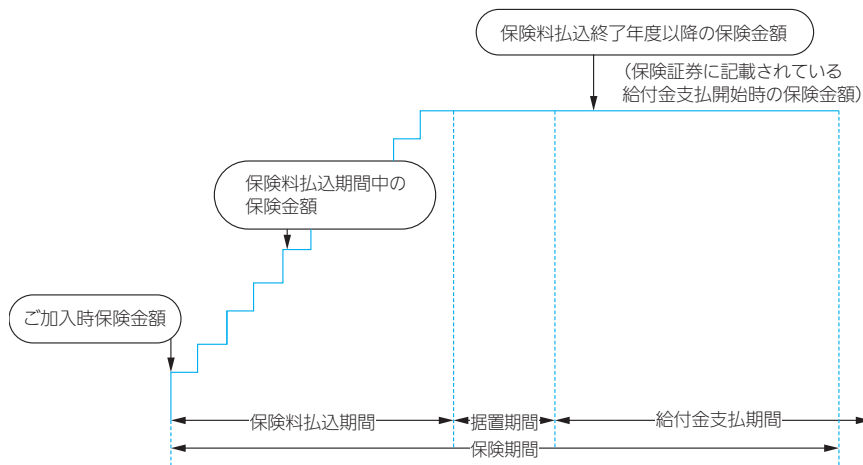 保険料払込終了年度以降の保険金額
（保険証券に記載されている
給付金支払開始時の保険金額）
保険料払込期間中の
保険金額
ご加入時保険金額
保険料払込期間
据置期間
給付金支払期間
保険期間